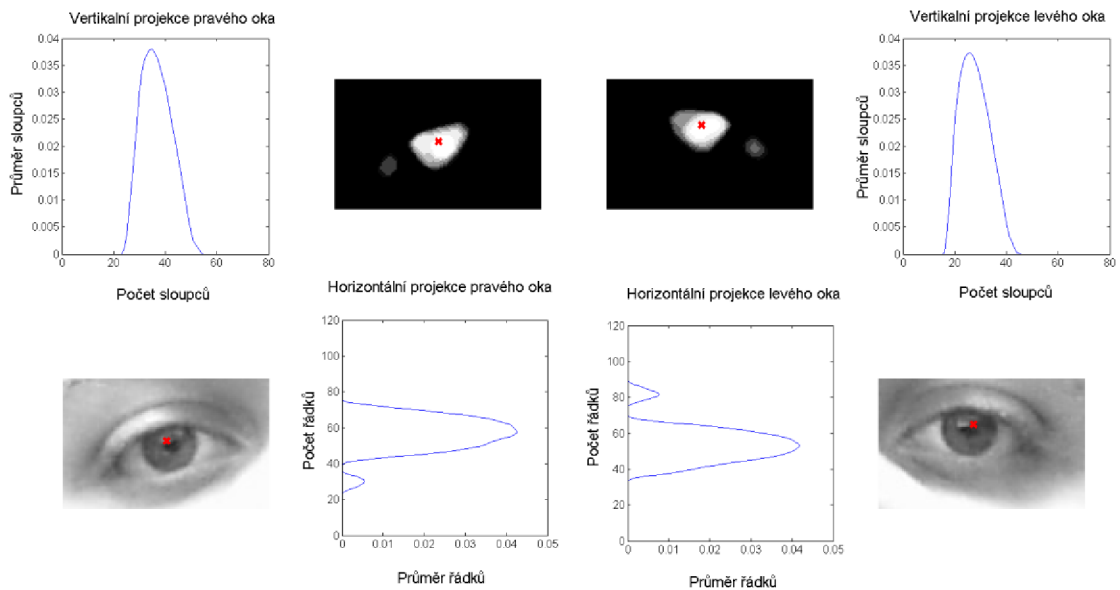 Vertikalní projekce pravého oka
Vertikalní projekce levého oka
0.04
0.035
0.03
0.025
0.02
0.015
0.01
0.005
0
Průměr sloupců
0 20 40 60 80
Počet sloupců
0.04
0.035
0.03
0.025
0.02
0.015
0.01
0.005
0
Průměr sloupců
0 20 40 60 80
Počet sloupců
Horizontální projekce pravého oka
Horizontální projekce levého oka
120
100
80
60
40
20
0
Počet řádků
0 0.01 0.02 0.03 0.04 0.05
Průměr řádků
120
100
80
60
40
20
0
Počet řádků
0 0.01 0.02 0.03 0.04 0.05
Průměr řádků